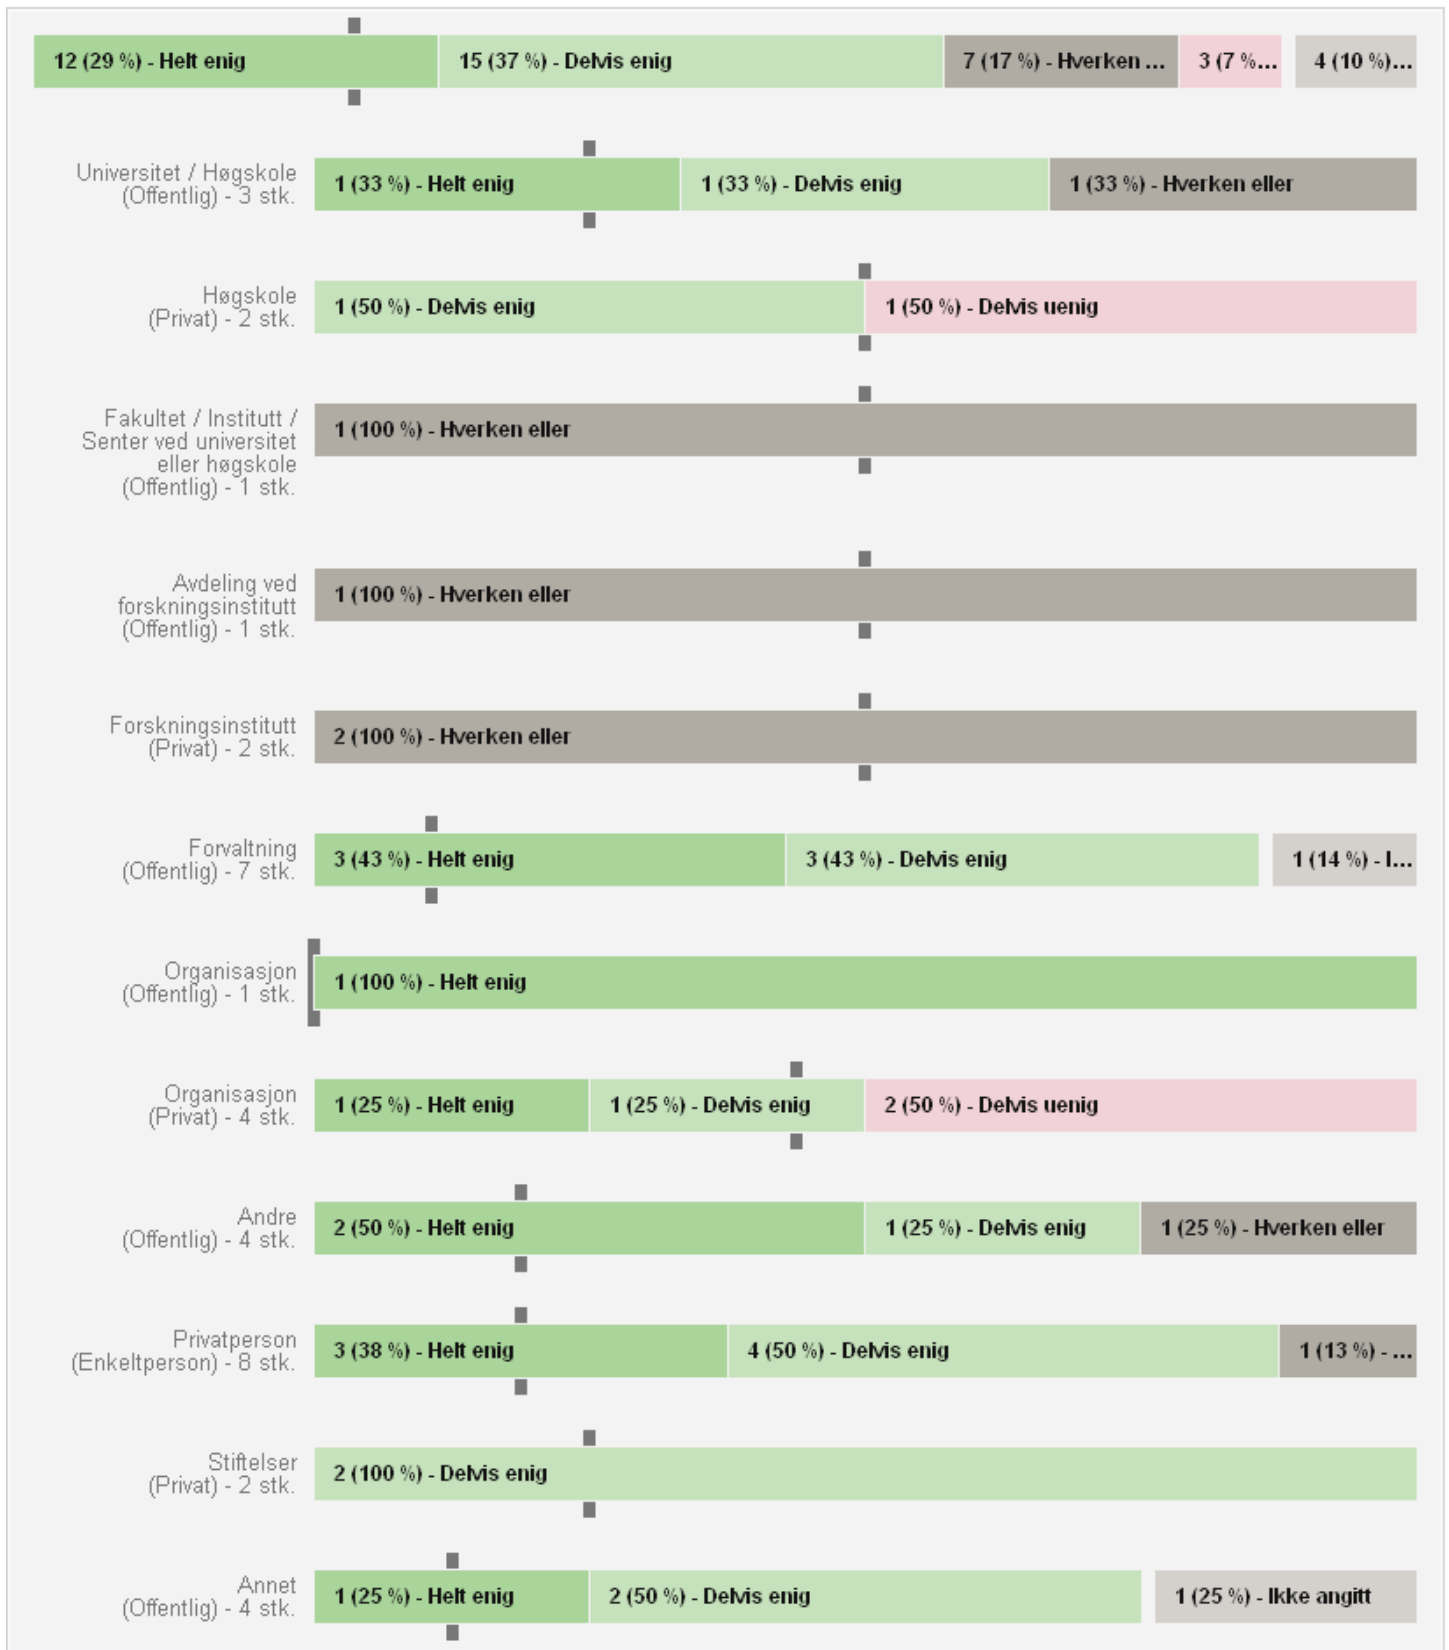 12 (29 %) - Helt enig 15 (37 %) - Delvis enig 7 (17 %) - Hverken ... 3 (7 %... 4 (10 %)...
Universitet / Høgskole
(Offentlig) - 3 stk.
1 (33 %) - Helt enig 1 (33 %) - Delvis enig 1 (33 %) - Hverken eller
Høgskole
(Privat) - 2 stk.
1 (50 %) - Delvis enig 1 (50 %) - Delvis uenig
Fakultet / Institutt /
Senter ved universitet
eller høgskole
(Offentlig) - 1 stk.
1 (100 %) - Hverken eller
Avdeling ved
forskningsinstitutt
(Offentlig) - 1 stk.
1 (100 %) - Hverken eller
Forskningsinstitutt
(Privat) - 2 stk.
2 (100 %) - Hverken eller
Forvaltning
(Offentlig) - 7 stk.
3 (43 %) - Helt enig 3 (43 %) - Delvis enig 1 (14 %) - I...
Organisasjon
(Offentlig) - 1 stk.
1 (100 %) - Helt enig
Organisasjon
(Privat) - 4 stk.
1 (25 %) - Helt enig 1 (25 %) - Delvis enig 2 (50 %) - Delvis uenig
Andre
(Offentlig) - 4 stk.
2 (50 %) - Helt enig 1 (25 %) - Delvis enig 1 (25 %) - Hverken eller
Privatperson
(Enkeltperson) - 8 stk.
3 (38 %) - Helt enig 4 (50 %) - Delvis enig 1 (13 %) - ...
Stiftelser
(Privat) - 2 stk.
2 (100 %) - Delvis enig
Annet
(Offentlig) - 4 stk.
1 (25 %) - Helt enig 2 (50 %) - Delvis enig 1 (25 %) - Ikke angitt